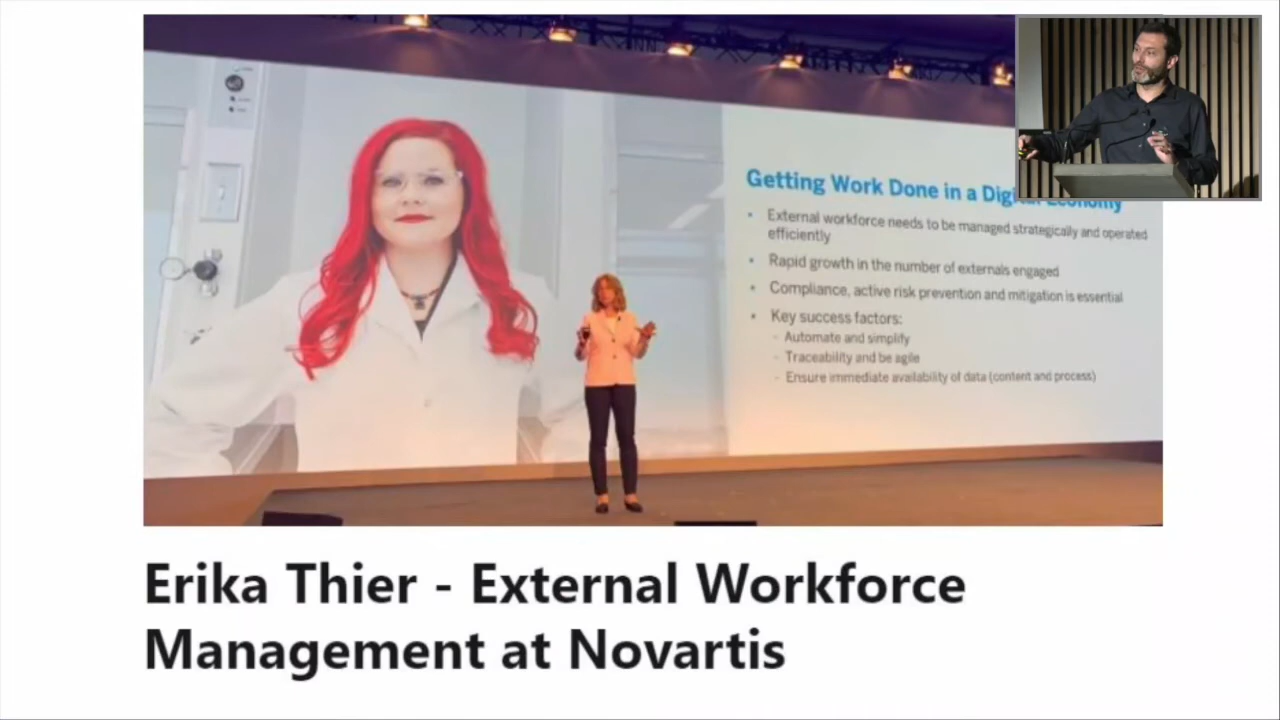 Getting Work Done in a Digital Economy
• External workforce needs to be managed strategically and operated
efficiently
• Rapid growth in the number of externals engaged
• Compliance, active risk prevention and mitigation is essential
• Key success factors:
- Automate and simplify
- Traceability and be agile
- Ensure immediate availability of data (content and process)
Erika Thier - External Workforce
Management at Novartis